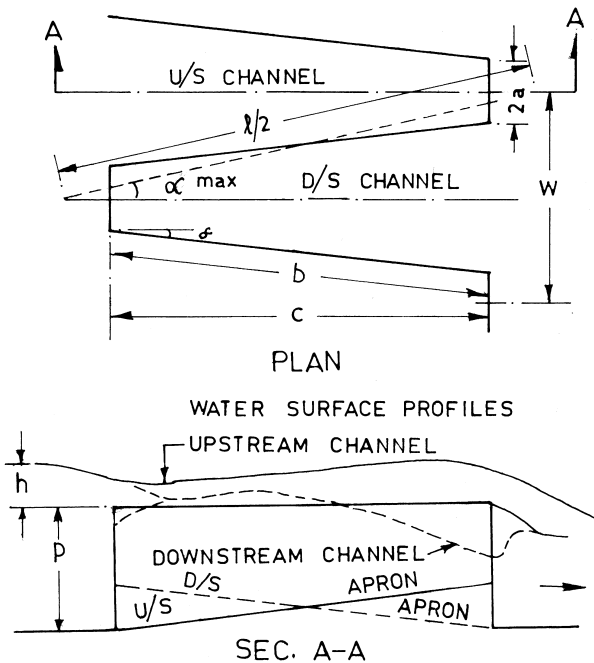 A
A
U/S CHANNEL
l/2
2a
α max
D/S CHANNEL
W
b
c
PLAN
WATER SURFACE PROFILES
UPSTREAM CHANNEL
h
P
DOWNSTREAM CHANNEL
D/S
APRON
U/S
APRON
SEC. A-A